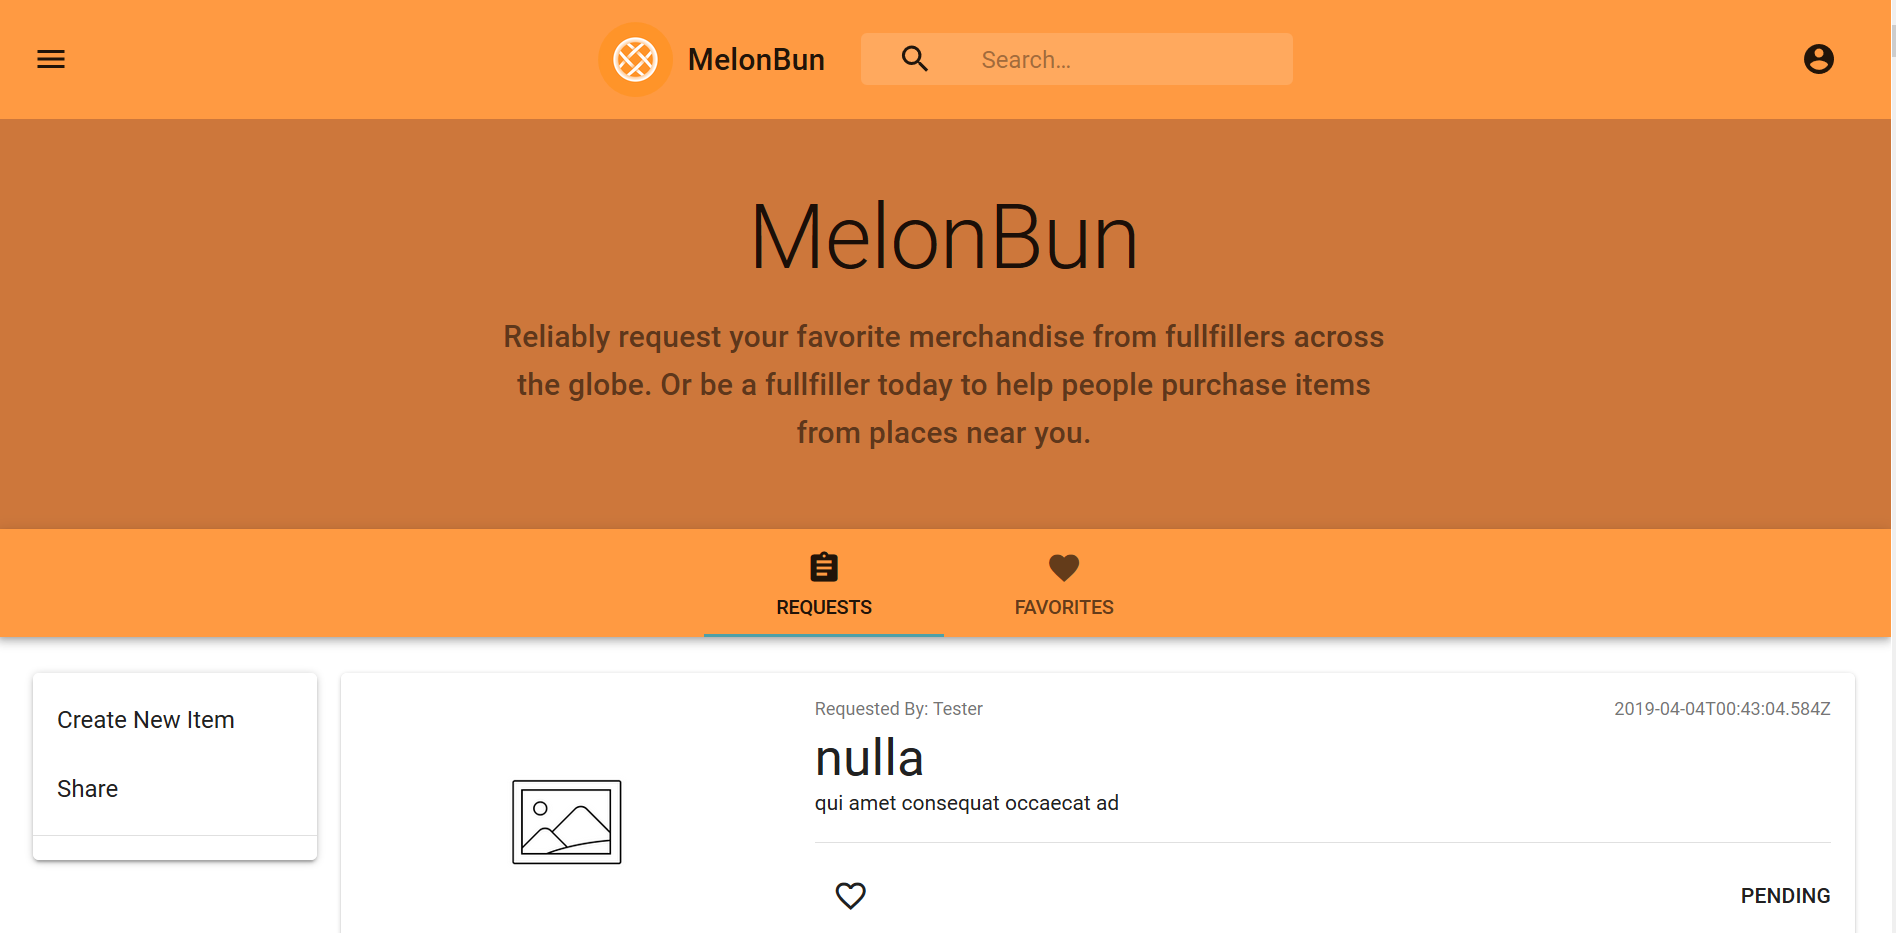 MelonBun
Search...
MelonBun
Reliably request your favorite merchandise from fullfillers across
the globe. Or be a fullfiller today to help people purchase items
from places near you.
REQUESTS
FAVORITES
Create New Item
Share
Requested By: Tester
2019-04-04T00:43:04.584Z
nulla
qui amet consequat occaecat ad
PENDING